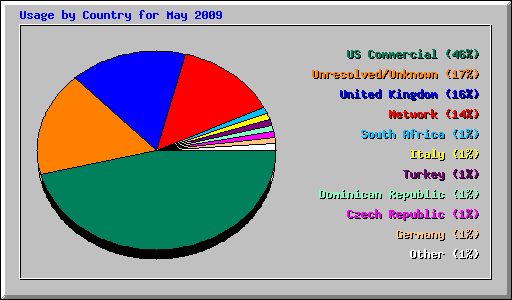 Usage by Country for May 2009
US Commercial (46%)
Unresolved/Unknown (17%)
United Kingdom (16%)
Network (14%)
South Africa (1%)
Italy (1%)
Turkey (1%)
Dominican Republic (1%)
Czech Republic (1%)
Germany (1%)
Other (1%)